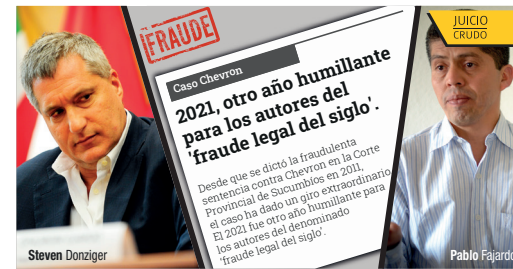 ¡FRAUDE!
JUICIO
CRUDO
Caso Chevron
2021, otro año humillante
para los autores del
'fraude legal del siglo'.
Desde que se dictó la fraudulenta
sentencia contra Chevron en la Corte
Provincial de Sucumbíos en 2011,
el caso ha dado un giro extraordinario.
El 2021 fue otro año humillante para
los autores del denominado
'fraude legal del siglo'.
Steven Donziger
Pablo Fajardo